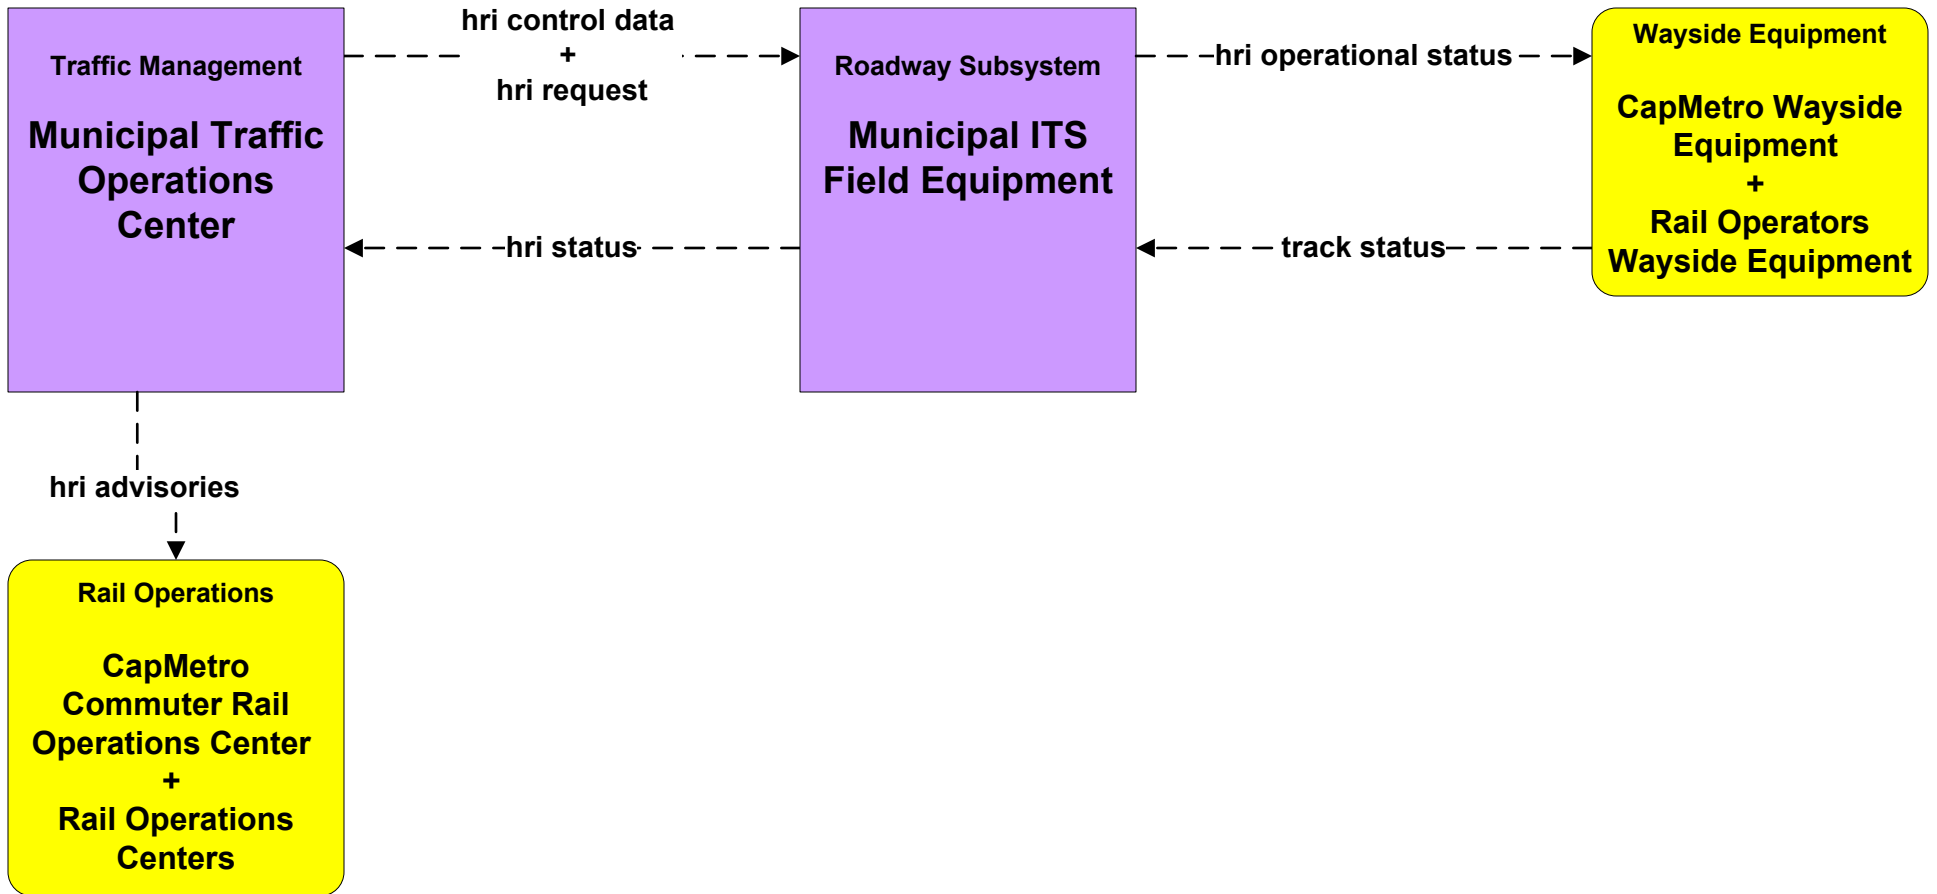 Traffic Management
Municipal Traffic
Operations
Center
hri control data
+
hri request
hri status
Roadway Subsystem
Municipal ITS
Field Equipment
hri operational status
track status
Wayside Equipment
CapMetro Wayside
Equipment
+
Rail Operators
Wayside Equipment
hri advisories
Rail Operations
CapMetro
Commuter Rail
Operations Center
+
Rail Operations
Centers